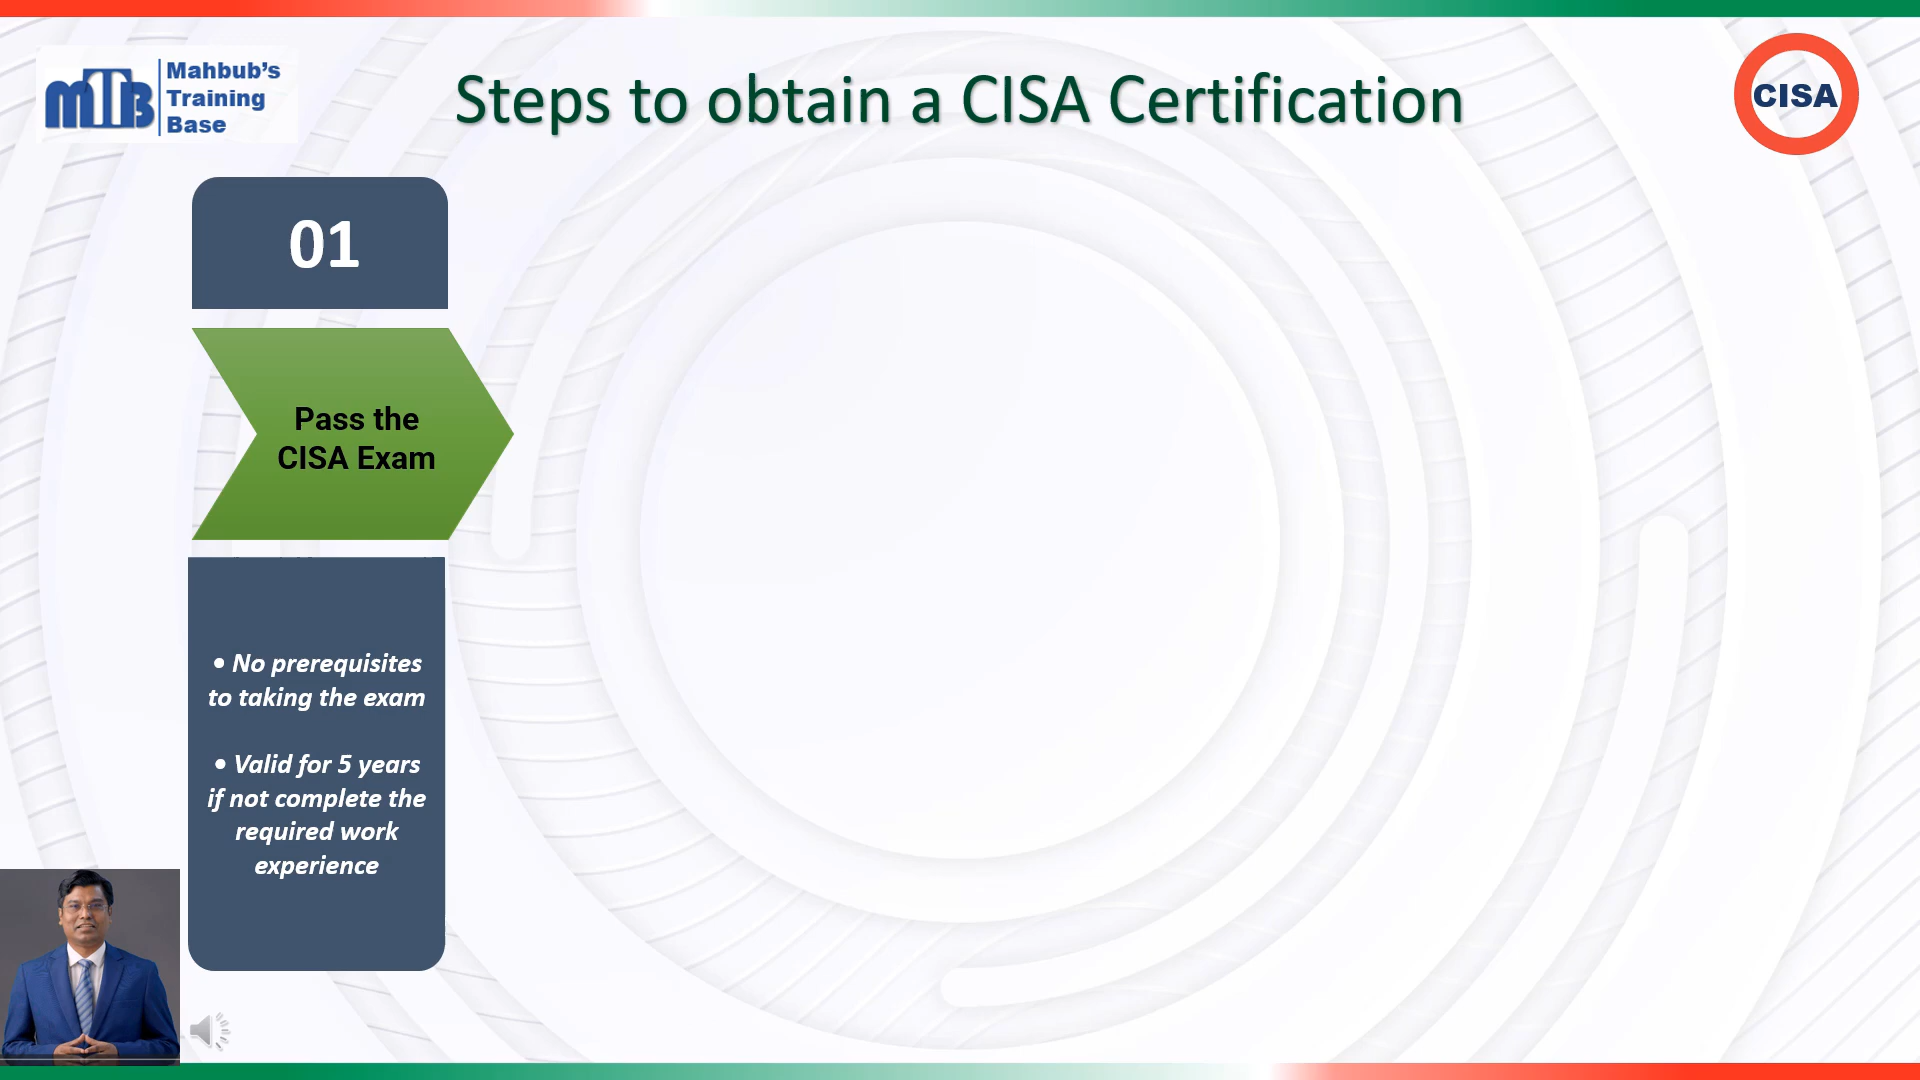 mTB
Mahbub's
Training
Base
Steps to obtain a CISA Certification
CISA
01
Pass the
CISA Exam
• No prerequisites
to taking the exam
• Valid for 5 years
if not complete the
required work
experience